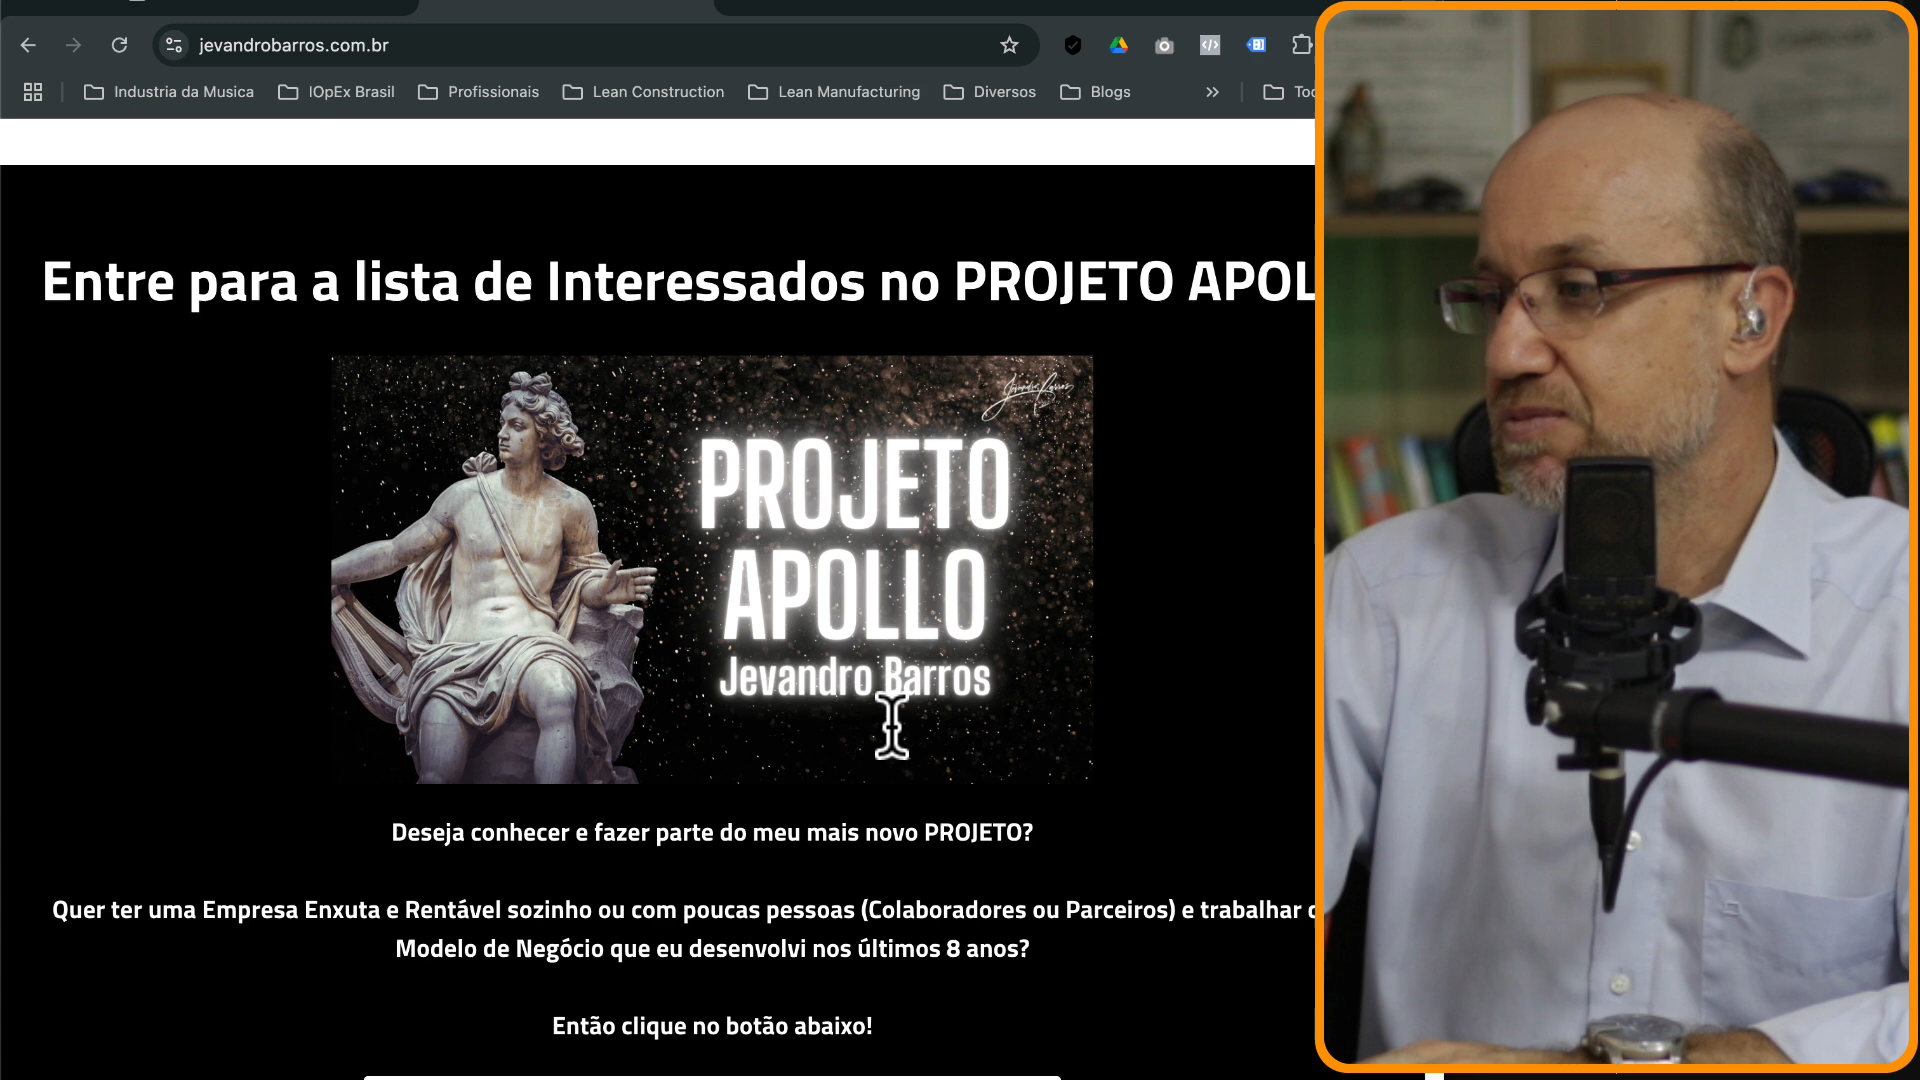 jevandrobarros.com.br
Industria da Musica
IOpEx Brasil
Profissionais
Lean Construction
Lean Manufacturing
Diversos
Blogs
Entre para a lista de Interessados no PROJETO APOL
PROJETO
APOLLO
Jevandro Barros
Deseja conhecer e fazer parte do meu mais novo PROJETO?
Quer ter uma Empresa Enxuta e Rentável sozinho ou com poucas pessoas (Colaboradores ou Parceiros) e trabalhar
Modelo de Negócio que eu desenvolvi nos últimos 8 anos?
Então clique no botão abaixo!